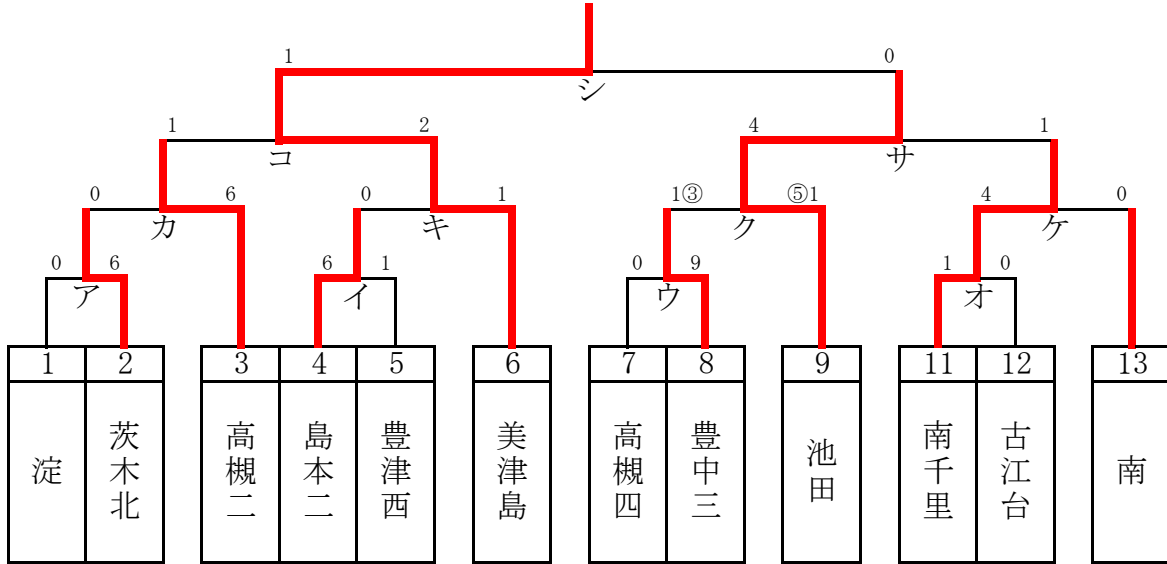 1 0
シ
1 2 4 1
コ サ
0 6 0 1 1③ ⑤1 4 0
カ キ ク ケ
0 6 6 1 0 9 1 0
ア イ ウ オ
1 2 3 4 5 6 7 8 9 11 12 13
淀
茨木北
高槻二
島本二
豊津西
美津島
高槻四
豊中三
池田
南千里
古江台
南